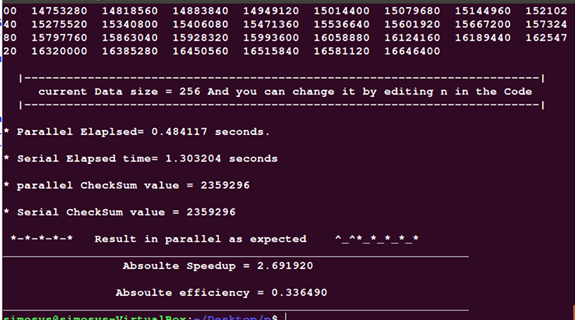 00 14753280 14818560 14883840 14949120 15014400 15079680 15144960 152102
40 15275520 15340800 15406080 15471360 15536640 15601920 15667200 157324
80 15797760 15863040 15928320 15993600 16058880 16124160 16189440 162547
20 16320000 16385280 16450560 16515840 16581120 16646400
|-----------------------------------------------------------------------|
current Data size = 256 And you can change it by editing n in the Code
|-----------------------------------------------------------------------|
* Parallel Elaplsed= 0.484117 seconds.
* Serial Elapsed time= 1.303204 seconds
* parallel CheckSum value = 2359296
* Serial CheckSum value = 2359296
*-*-*-*-* Result in parallel as expected ^_^*_*_*_*_*
Absoulte Speedup = 2.691920
Absoulte efficiency = 0.336490
simosys@simosys-VirtualBox:~/Desktop/p$